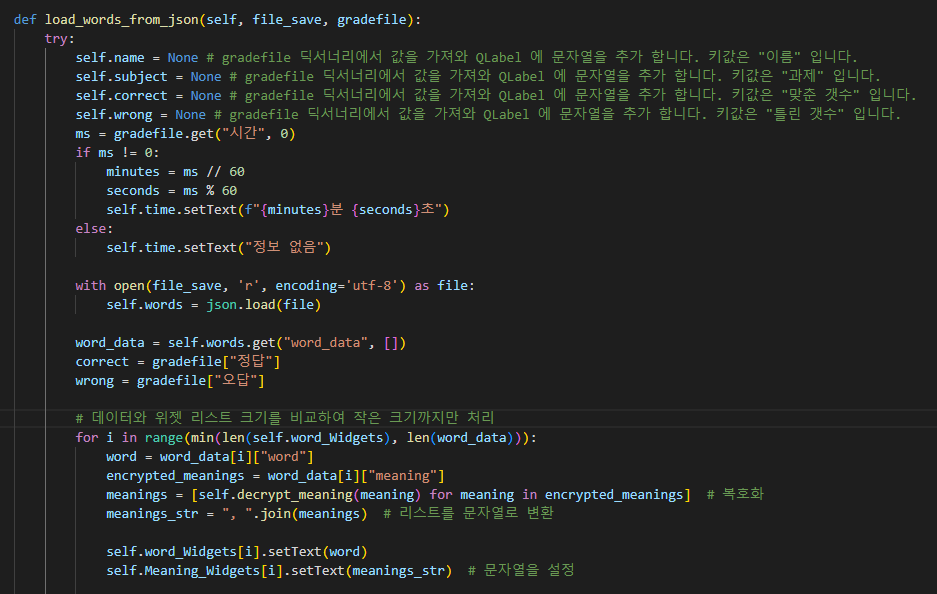 def load_words_from_json(self, file_save, gradefile):
    try:
        self.name = None # gradefile 딕서너리에서 값을 가져와 QLabel 에 문자열을 추가 합니다. 키값은 "이름" 입니다.
        self.subject = None # gradefile 딕서너리에서 값을 가져와 QLabel 에 문자열을 추가 합니다. 키값은 "과제" 입니다.
        self.correct = None # gradefile 딕서너리에서 값을 가져와 QLabel 에 문자열을 추가 합니다. 키값은 "맞춘 갯수" 입니다.
        self.wrong = None # gradefile 딕서너리에서 값을 가져와 QLabel 에 문자열을 추가 합니다. 키값은 "틀린 갯수" 입니다.
        ms = gradefile.get("시간", 0)
        if ms != 0:
            minutes = ms // 60
            seconds = ms % 60
            self.time.setText(f"{minutes}분 {seconds}초")
        else:
            self.time.setText("정보 없음")

        with open(file_save, 'r', encoding='utf-8') as file:
            self.words = json.load(file)

        word_data = self.words.get("word_data", [])
        correct = gradefile["정답"]
        wrong = gradefile["오답"]

        # 데이터와 위젯 리스트 크기를 비교하여 작은 크기까지만 처리
        for i in range(min(len(self.word_Widgets), len(word_data))):
            word = word_data[i]["word"]
            encrypted_meanings = word_data[i]["meaning"]
            meanings = [self.decrypt_meaning(meaning) for meaning in encrypted_meanings]  # 복호화
            meanings_str = ", ".join(meanings)  # 리스트를 문자열로 변환

            self.word_Widgets[i].setText(word)
            self.Meaning_Widgets[i].setText(meanings_str)  # 문자열을 설정